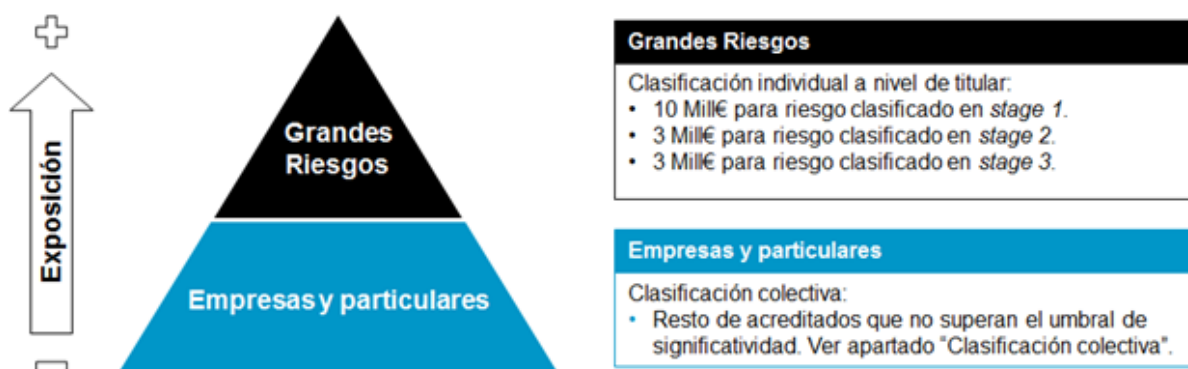 Exposición
Grandes
Riesgos
Empresas y particulares
Grandes Riesgos
Clasificación individual a nivel de titular:
• 10 Mill€ para riesgo clasificado en stage 1.
• 3 Mill€ para riesgo clasificado en stage 2.
• 3 Mill€ para riesgo clasificado en stage 3.
Empresas y particulares
Clasificación colectiva:
• Resto de acreditados que no superan el umbral de
significatividad. Ver apartado "Clasificación colectiva".